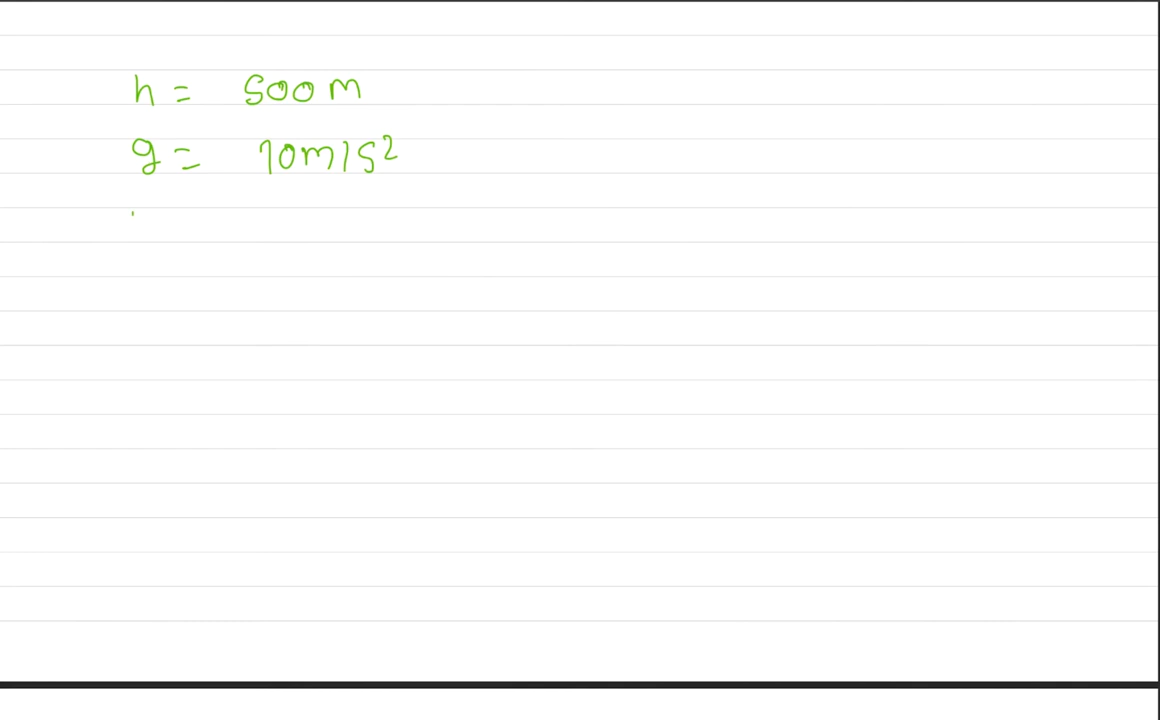 h = 500 m
g = 10m/s²